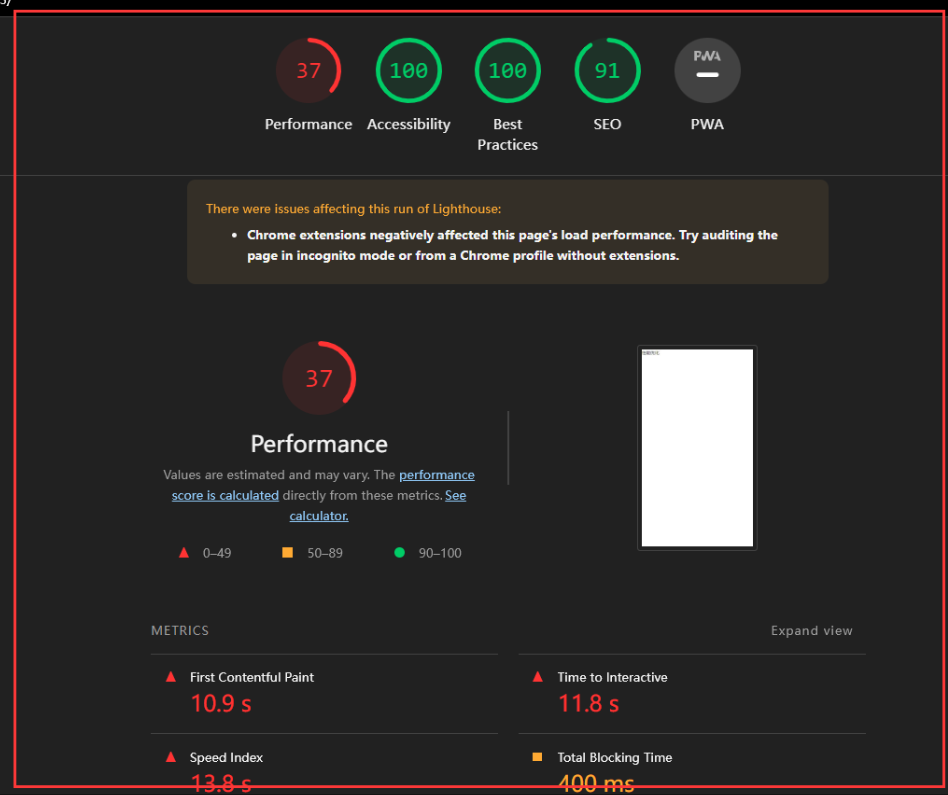 37
100
100
91
PWA
Performance
Accessibility
Best
Practices
SEO
PWA
There were issues affecting this run of Lighthouse:
• Chrome extensions negatively affected this page's load performance. Try auditing the
page in incognito mode or from a Chrome profile without extensions.
37
Performance
Values are estimated and may vary. The performance
score is calculated directly from these metrics. See
calculator.
0–49
50–89
90–100
METRICS
Expand view
First Contentful Paint
10.9 s
Time to Interactive
11.8 s
Speed Index
13.8 s
Total Blocking Time
400 ms